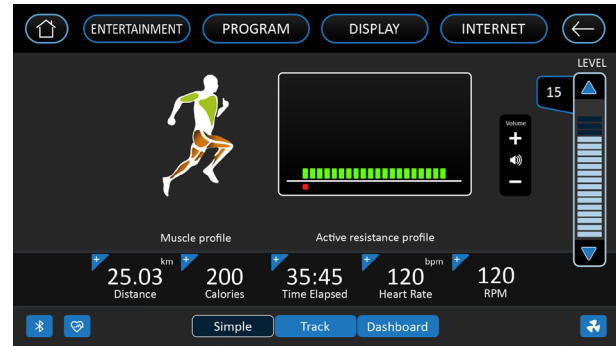 ENTERTAINMENT
PROGRAM
DISPLAY
INTERNET
LEVEL
15
Volume
Muscle profile
Active resistance profile
km
25.03
Distance
200
Calories
35:45
Time Elapsed
bpm
120
Heart Rate
120
RPM
Simple
Track
Dashboard